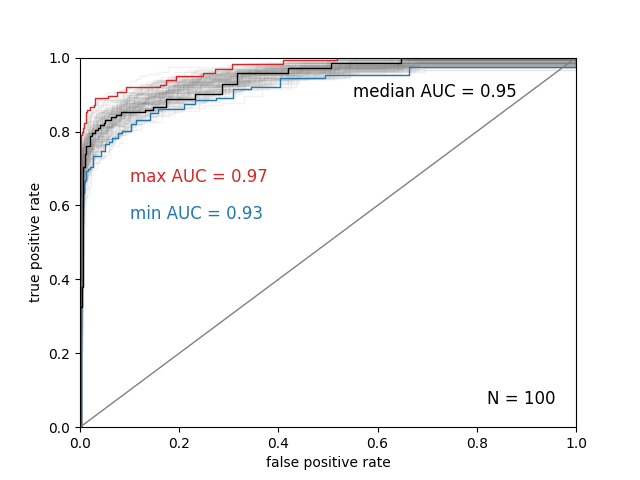 1.0
0.8
0.6
0.4
0.2
0.0
true positive rate
median AUC = 0.95
max AUC = 0.97
min AUC = 0.93
N = 100
0.0 0.2 0.4 0.6 0.8 1.0
false positive rate